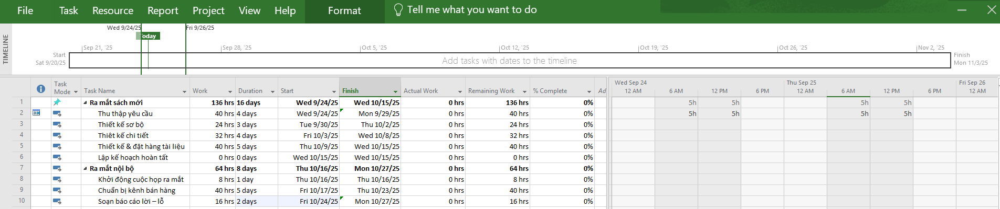 File Task Resource Report Project View Help Format Tell me what you want to do
TIMELINE
Wed 9/24/25 Fri 9/26/25
Today
Sep 21, '25 Sep 28, '25 Oct 5, '25 Oct 12, '25 Oct 19, '25 Oct 26, '25 Nov 2, '25
Start
Sat 9/20/25
Add tasks with dates to the timeline
Finish
Mon 11/3/25
Task Mode Task Name Work Duration Start Finish Actual Work Remaining Work % Complete Ad
Wed Sep 24 Thu Sep 25 Fri Sep 26
12 AM 6 AM 12 PM 6 PM 12 AM 6 AM 12 PM 6 PM 12 AM
1 Ra mắt sách mới 136 hrs 16 days Wed 9/24/25 Wed 10/15/25 0 hrs 136 hrs 0% 5h 5h 5h 5h
2 Thu thập yêu cầu 40 hrs 4 days Wed 9/24/25 Mon 9/29/25 0 hrs 40 hrs 0% 5h 5h 5h 5h
3 Thiết kế sơ bộ 24 hrs 3 days Tue 9/30/25 Thu 10/2/25 0 hrs 24 hrs 0%
4 Thiêt kế chi tiết 32 hrs 4 days Fri 10/3/25 Wed 10/8/25 0 hrs 32 hrs 0%
5 Thiết kế & đặt hàng tài liệu 40 hrs 5 days Thu 10/9/25 Wed 10/15/25 0 hrs 40 hrs 0%
6 Lập kế hoạch hoàn tất 0 hrs 0 days Wed 10/15/25 Wed 10/15/25 0 hrs 0 hrs 0%
7 Ra mắt nội bộ 64 hrs 8 days Thu 10/16/25 Mon 10/27/25 0 hrs 64 hrs 0%
8 Khởi động cuộc họp ra mắt 8 hrs 1 day Thu 10/16/25 Thu 10/16/25 0 hrs 8 hrs 0%
9 Chuẩn bị kênh bán hàng 40 hrs 5 days Fri 10/17/25 Thu 10/23/25 0 hrs 40 hrs 0%
10 Soạn báo cáo lời – lỗ 16 hrs 2 days Fri 10/24/25 Mon 10/27/25 0 hrs 16 hrs 0%